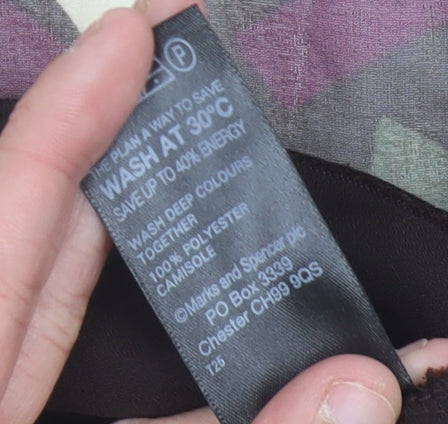 P
THE PLAN A WAY TO SAVE
WASH AT 30°C
SAVE UP TO 40% ENERGY
WASH DEEP COLOURS
TOGETHER
100% POLYESTER
CAMISOLE
©Marks and Spencer plc
PO Box 3339
Chester CH99 9QS
T25